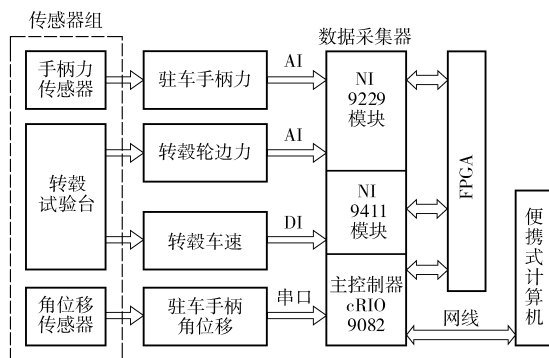 传感器组
手柄力
传感器
转毂
试验台
角位移
传感器
驻车手柄力
转毂轮边力
转毂车速
驻车手柄
角位移
AI
AI
DI
串口
数据采集器
NI
9229
模块
NI
9411
模块
主控制器
cRIO
9082
FPGA
网线
便携式计算机